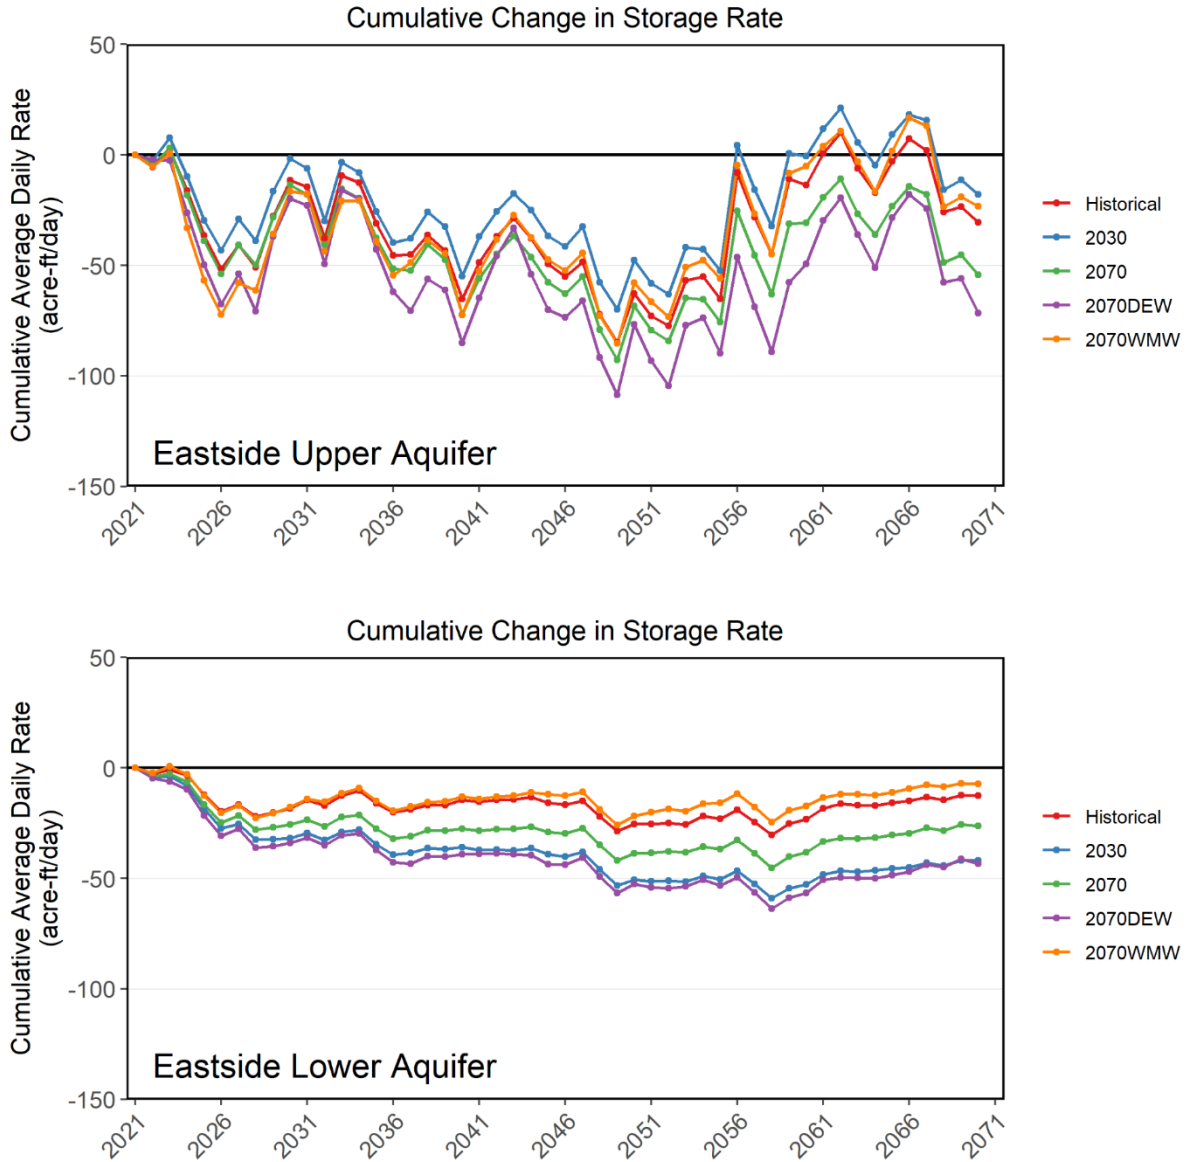 Cumulative Change in Storage Rate
Cumulative Average Daily Rate
(acre-ft/day)
50
0
-50
-100
-150
Eastside Upper Aquifer
2021
2026
2031
2036
2041
2046
2051
2056
2061
2066
2071
Historical
2030
2070
2070DEW
2070WMW
Cumulative Change in Storage Rate
Cumulative Average Daily Rate
(acre-ft/day)
50
0
-50
-100
-150
Eastside Lower Aquifer
2021
2026
2031
2036
2041
2046
2051
2056
2061
2066
2071
Historical
2030
2070
2070DEW
2070WMW